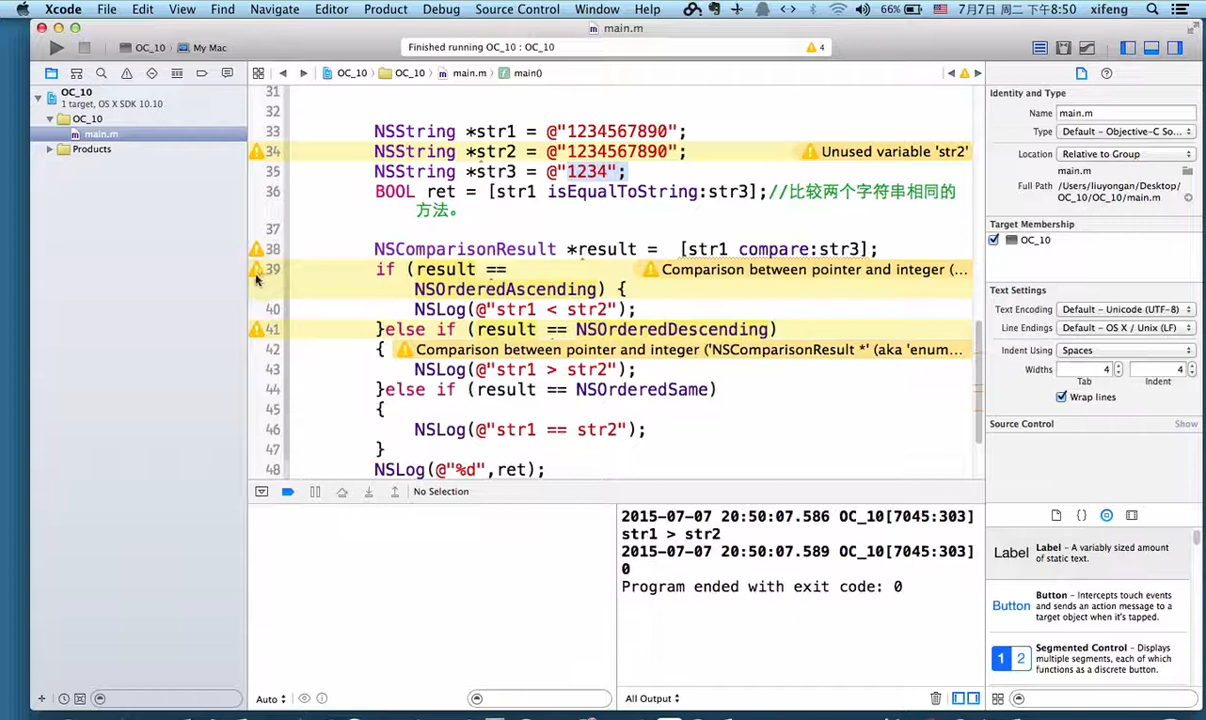 Xcode File Edit View Find Navigate Editor Product Debug Source Control Window Help 66% 7月7日 周二 下午8:50 xifeng
main.m
OC_10 My Mac
Finished running OC_10 : OC_10
4
OC_10 OC_10 main.m main()
OC_10
1 target, OS X SDK 10.10
OC_10
main.m
Products
31
32
33 NSString *str1 = @"1234567890";
34 NSString *str2 = @"1234567890"; Unused variable 'str2'
35 NSString *str3 = @"1234";
36 BOOL ret = [str1 isEqualToString:str3];//比较两个字符串相同的
方法。
37
38 NSComparisonResult *result = [str1 compare:str3];
39 if (result == Comparison between pointer and integer (...
NSOrderedAscending) {
40 NSLog(@"str1 < str2");
41 }else if (result == NSOrderedDescending)
42 { Comparison between pointer and integer ('NSComparisonResult *' (aka 'enum...
43 NSLog(@"str1 > str2");
44 }else if (result == NSOrderedSame)
45 {
46 NSLog(@"str1 == str2");
47 }
48 NSLog(@"%d",ret);
No Selection
2015-07-07 20:50:07.586 OC_10[7045:303]
str1 > str2
2015-07-07 20:50:07.589 OC_10[7045:303]
0
Program ended with exit code: 0
Auto
All Output
Identity and Type
Name main.m
Type Default - Objective-C So...
Location Relative to Group
main.m
Full Path /Users/liuyongan/Desktop/
OC_10/OC_10/main.m
Target Membership
OC_10
Text Settings
Text Encoding Default - Unicode (UTF-8)
Line Endings Default - OS X / Unix (LF)
Indent Using Spaces
Widths 4 4
Tab Indent
Wrap lines
Source Control Show
Label Label - A variably sized amount
of static text.
Button Button - Intercepts touch events
and sends an action message to a
target object when it's tapped.
1 2 Segmented Control - Displays
multiple segments, each of which
functions as a discrete button.